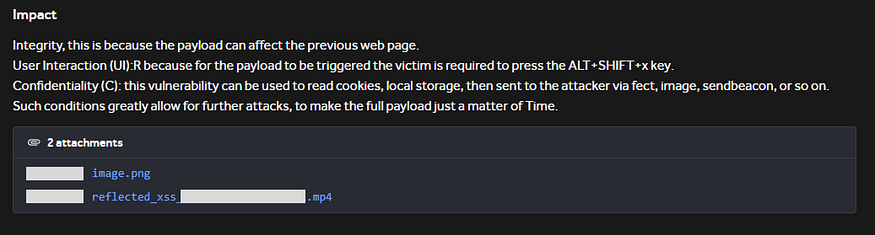 Impact
Integrity, this is because the payload can affect the previous web page.
User Interaction (UI):R because for the payload to be triggered the victim is required to press the ALT+SHIFT+x key.
Confidentiality (C): this vulnerability can be used to read cookies, local storage, then sent to the attacker via fect, image, sendbeacon, or so on.
Such conditions greatly allow for further attacks, to make the full payload just a matter of Time.
2 attachments
image.png
reflected_xss_ .mp4